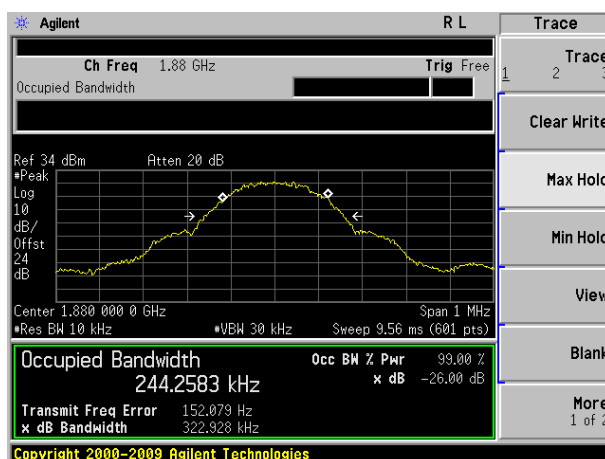 Agilent R L Trace
Ch Freq 1.88 GHz Trig Free
Occupied Bandwidth
Trace
1 2 3
Clear Write
Max Hold
Min Hold
View
Blank
More
1 of 2
Ref 34 dBm Atten 20 dB
#Peak
Log
10
dB/
Offst
24
dB
Center 1.880 000 0 GHz Span 1 MHz
#Res BW 10 kHz #VBW 30 kHz Sweep 9.56 ms (601 pts)
Occupied Bandwidth Occ BW % Pwr 99.00 %
244.2583 kHz x dB -26.00 dB
Transmit Freq Error 152.079 Hz
x dB Bandwidth 322.928 kHz
Copyright 2000-2009 Agilent Technologies